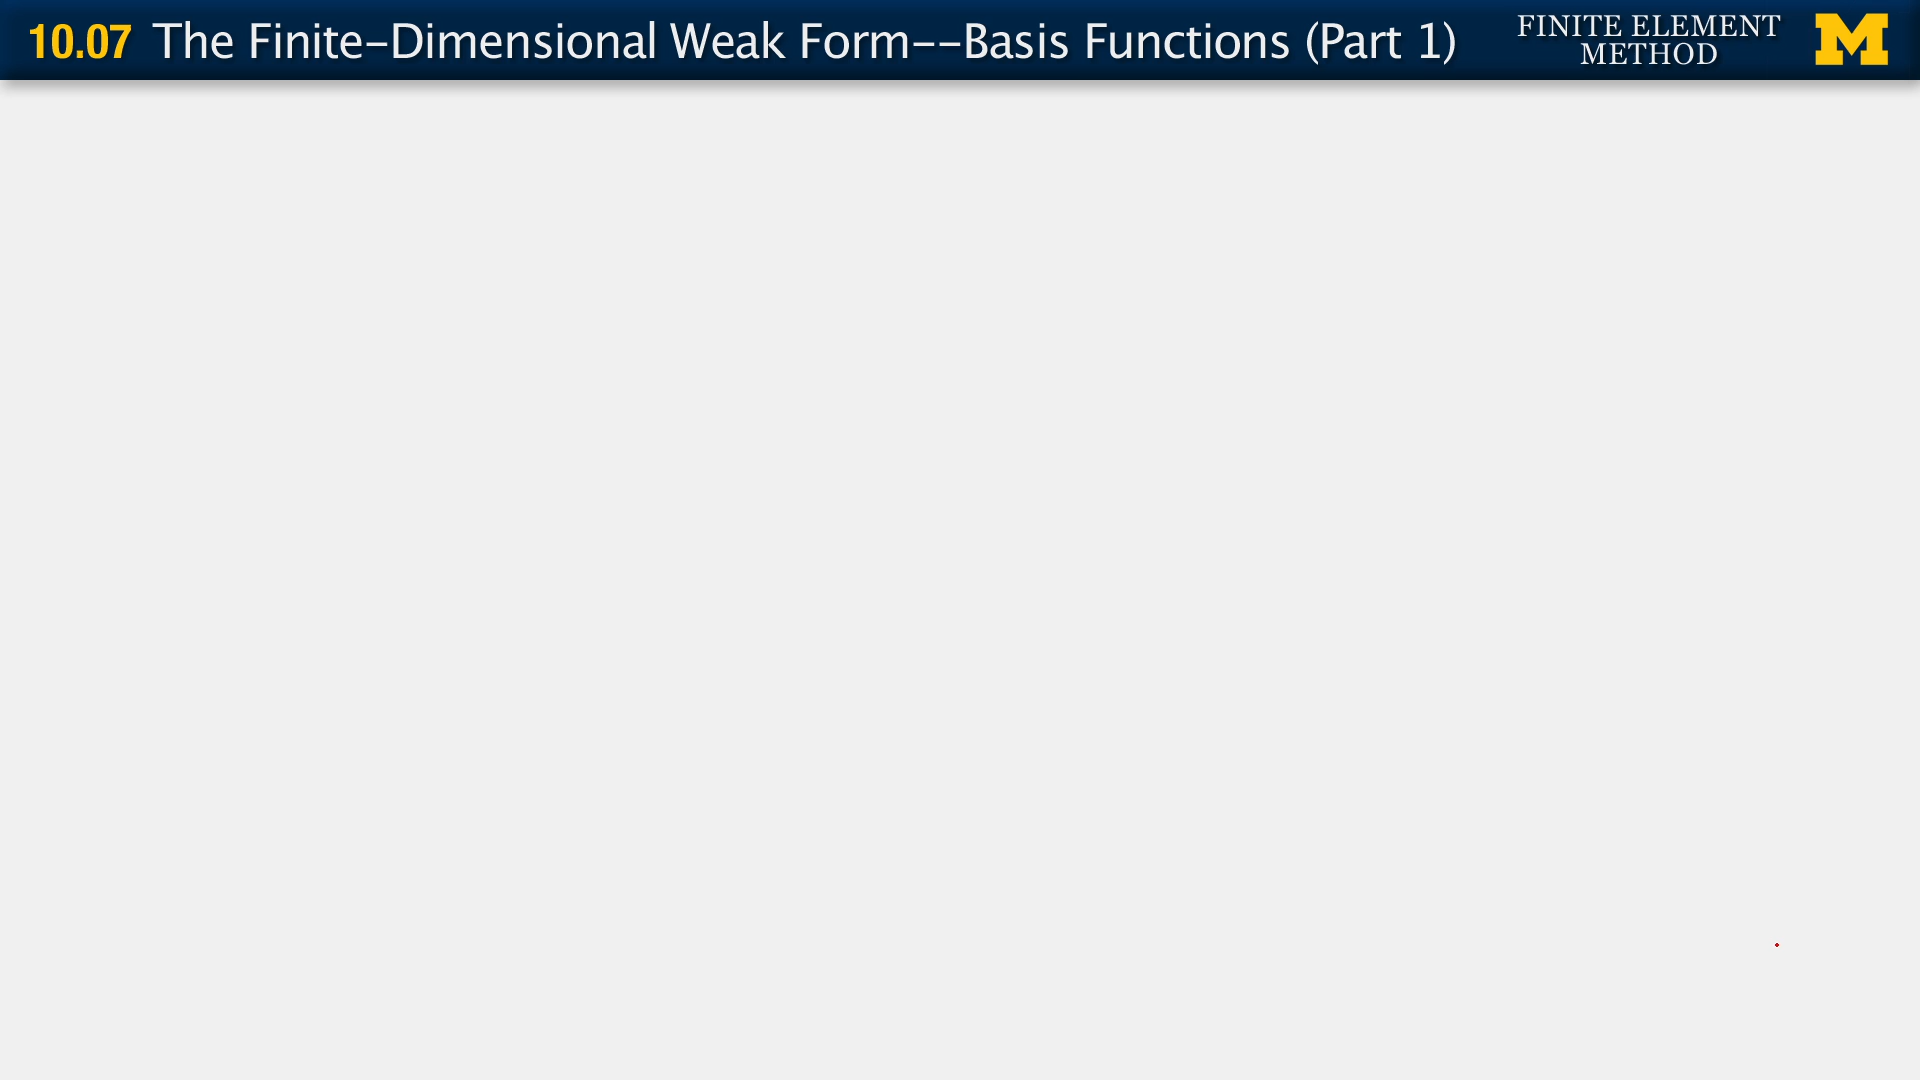 10.07 The Finite-Dimensional Weak Form--Basis Functions (Part 1)
FINITE ELEMENT
METHOD
M